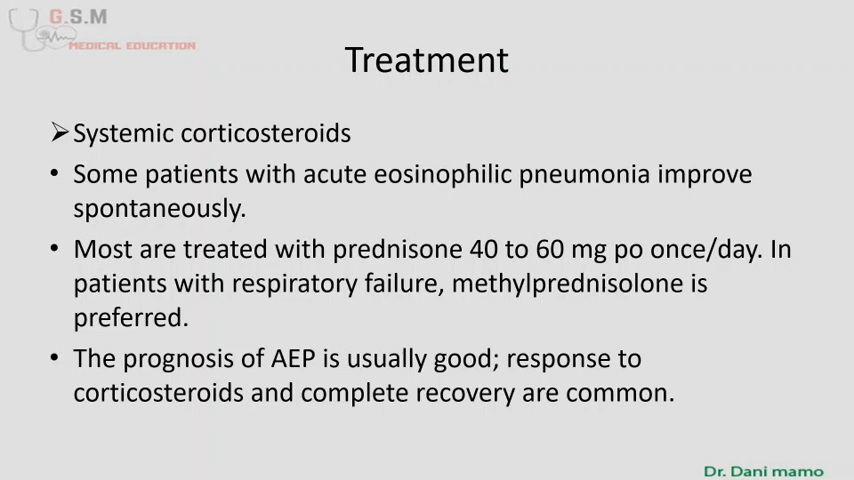 G.S.M
MEDICAL EDUCATION
Treatment
➢Systemic corticosteroids
• Some patients with acute eosinophilic pneumonia improve
spontaneously.
• Most are treated with prednisone 40 to 60 mg po once/day. In
patients with respiratory failure, methylprednisolone is
preferred.
• The prognosis of AEP is usually good; response to
corticosteroids and complete recovery are common.
Dr. Dani mamo